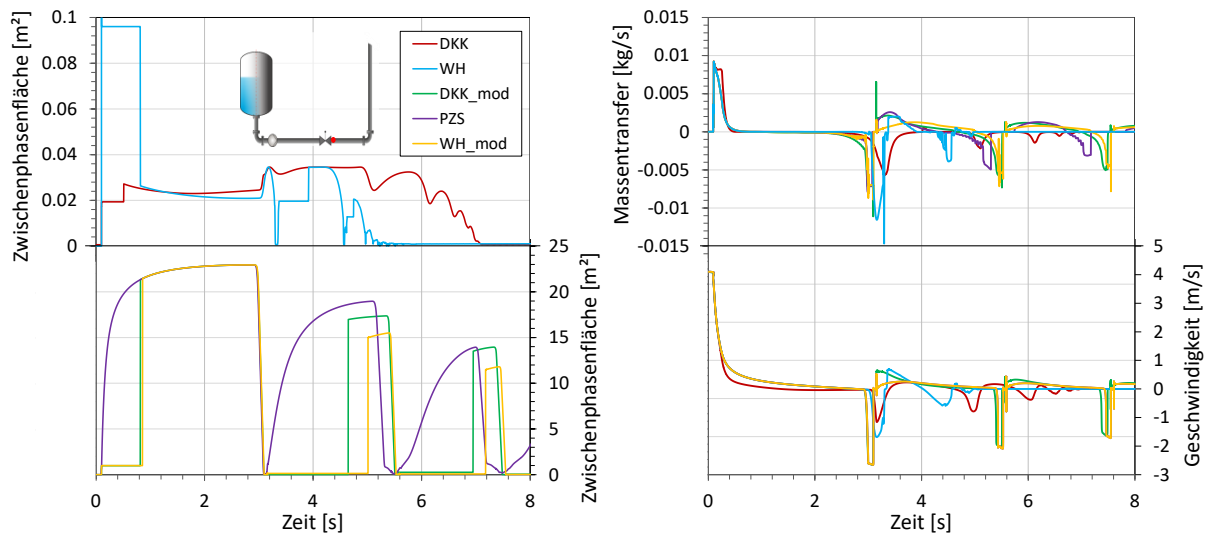 Zwischenphasenfläche [m²]
0.1
0.08
0.06
0.04
0.02
0
DKK
WH
DKK_mod
PZS
WH_mod
25
20
15
10
5
0
Zwischenphasenfläche [m²]
0 2 4 6 8
Zeit [s]
Massentransfer [kg/s]
0.015
0.01
0.005
0
-0.005
-0.01
-0.015
5
4
3
2
1
0
-1
-2
-3
Geschwindigkeit [m/s]
0 2 4 6 8
Zeit [s]